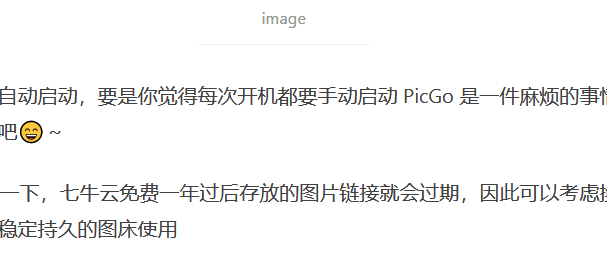 image
自动启动，要是你觉得每次开机都要手动启动 PicGo 是一件麻烦的事情
吧😄 ~
一下，七牛云免费一年过后存放的图片链接就会过期，因此可以考虑
稳定持久的图床使用